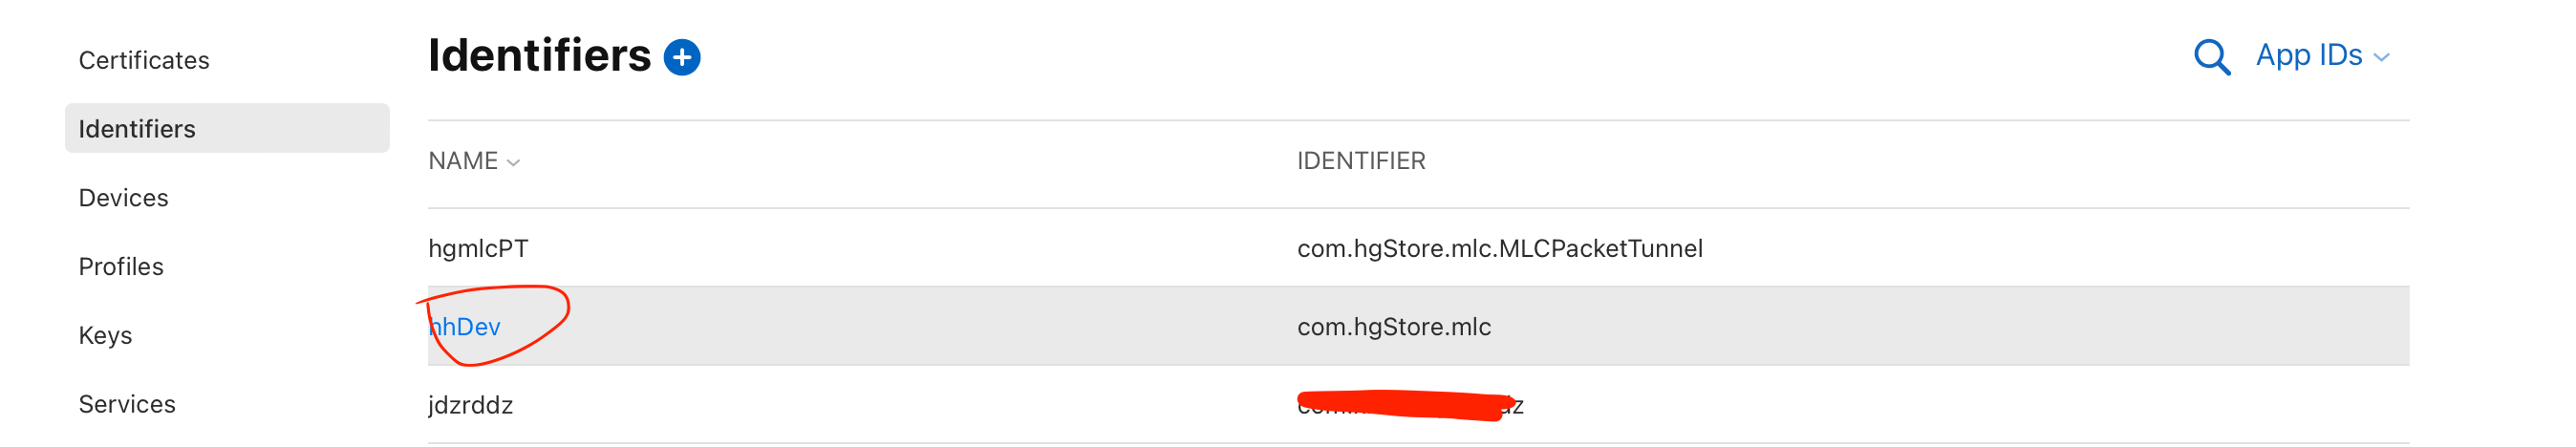 Certificates
Identifiers
Devices
Profiles
Keys
Services
Identifiers
App IDs
NAME
IDENTIFIER
hgmlcPT
com.hgStore.mlc.MLCPacketTunnel
hhDev
com.hgStore.mlc
jdzrddz